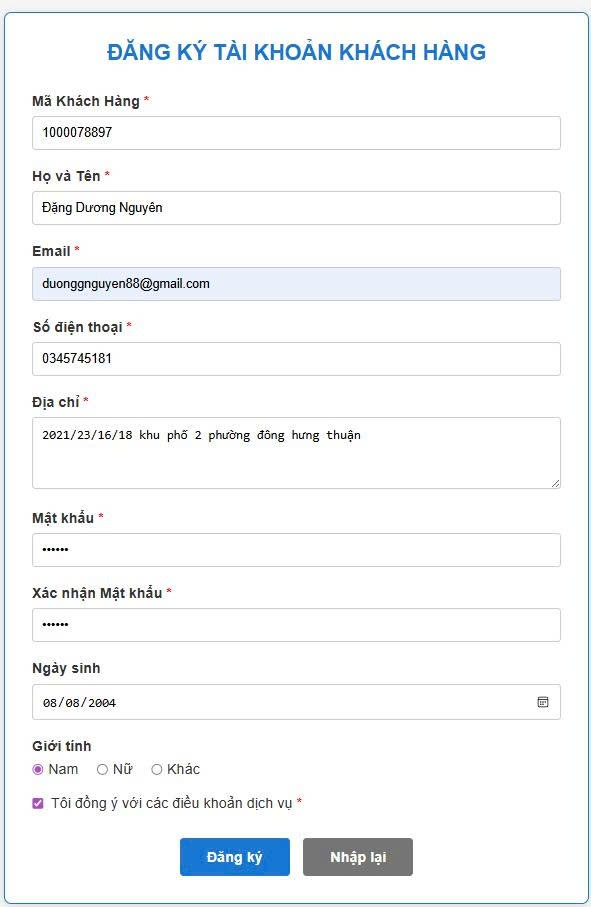 ĐĂNG KÝ TÀI KHOẢN KHÁCH HÀNG
Mã Khách Hàng *
1000078897
Họ và Tên *
Đặng Dương Nguyên
Email *
duonggnguyen88@gmail.com
Số điện thoại *
0345745181
Địa chỉ *
2021/23/16/18 khu phố 2 phường đông hưng thuận
Mật khẩu *
••••••
Xác nhận Mật khẩu *
••••••
Ngày sinh
08/08/2004
Giới tính
Nam Nữ Khác
Tôi đồng ý với các điều khoản dịch vụ *
Đăng ký Nhập lại